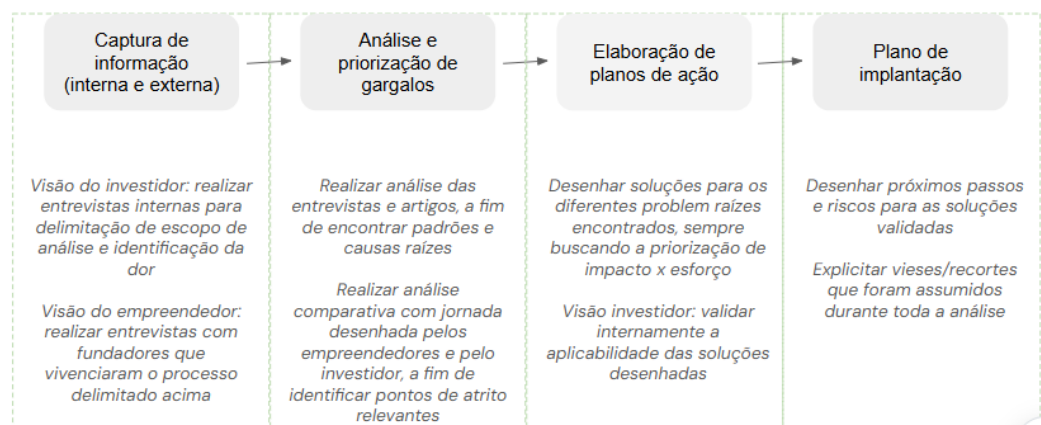 Captura de
informação
(interna e externa)
Análise e
priorização de
gargalos
Elaboração de
planos de ação
Plano de
implantação
Visão do investidor: realizar
entrevistas internas para
delimitação de escopo de
análise e identificação da
dor
Visão do empreendedor:
realizar entrevistas com
fundadores que
vivenciaram o processo
delimitado acima
Realizar análise das
entrevistas e artigos, a fim
de encontrar padrões e
causas raízes
Realizar análise
comparativa com jornada
desenhada pelos
empreendedores e pelo
investidor, a fim de
identificar pontos de atrito
relevantes
Desenhar soluções para os
diferentes problem raízes
encontrados, sempre
buscando a priorização de
impacto x esforço
Visão investidor: validar
internamente a
aplicabilidade das soluções
desenhadas
Desenhar próximos passos
e riscos para as soluções
validadas
Explicitar vieses/recortes
que foram assumidos
durante toda a análise